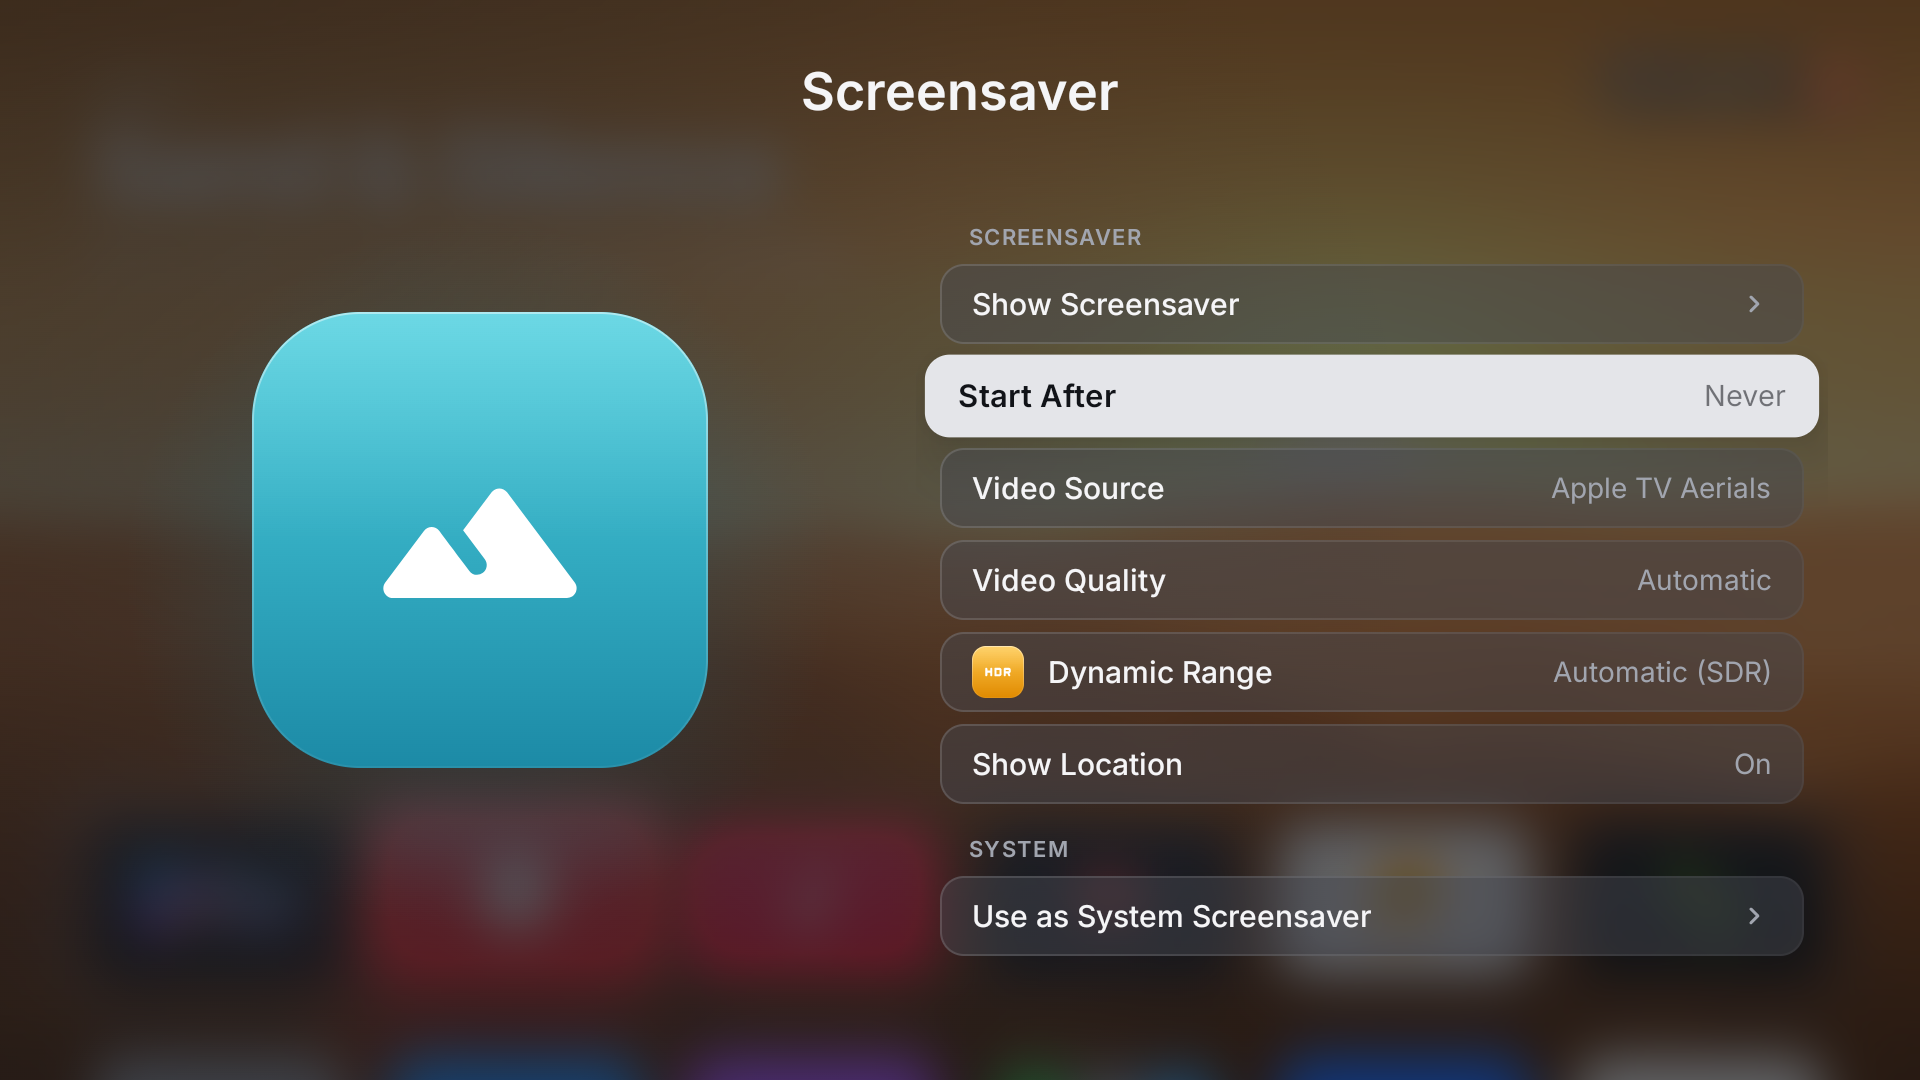 Screensaver
SCREENSAVER
Show Screensaver
Start After Never
Video Source Apple TV Aerials
Video Quality Automatic
HDR Dynamic Range Automatic (SDR)
Show Location On
SYSTEM
Use as System Screensaver